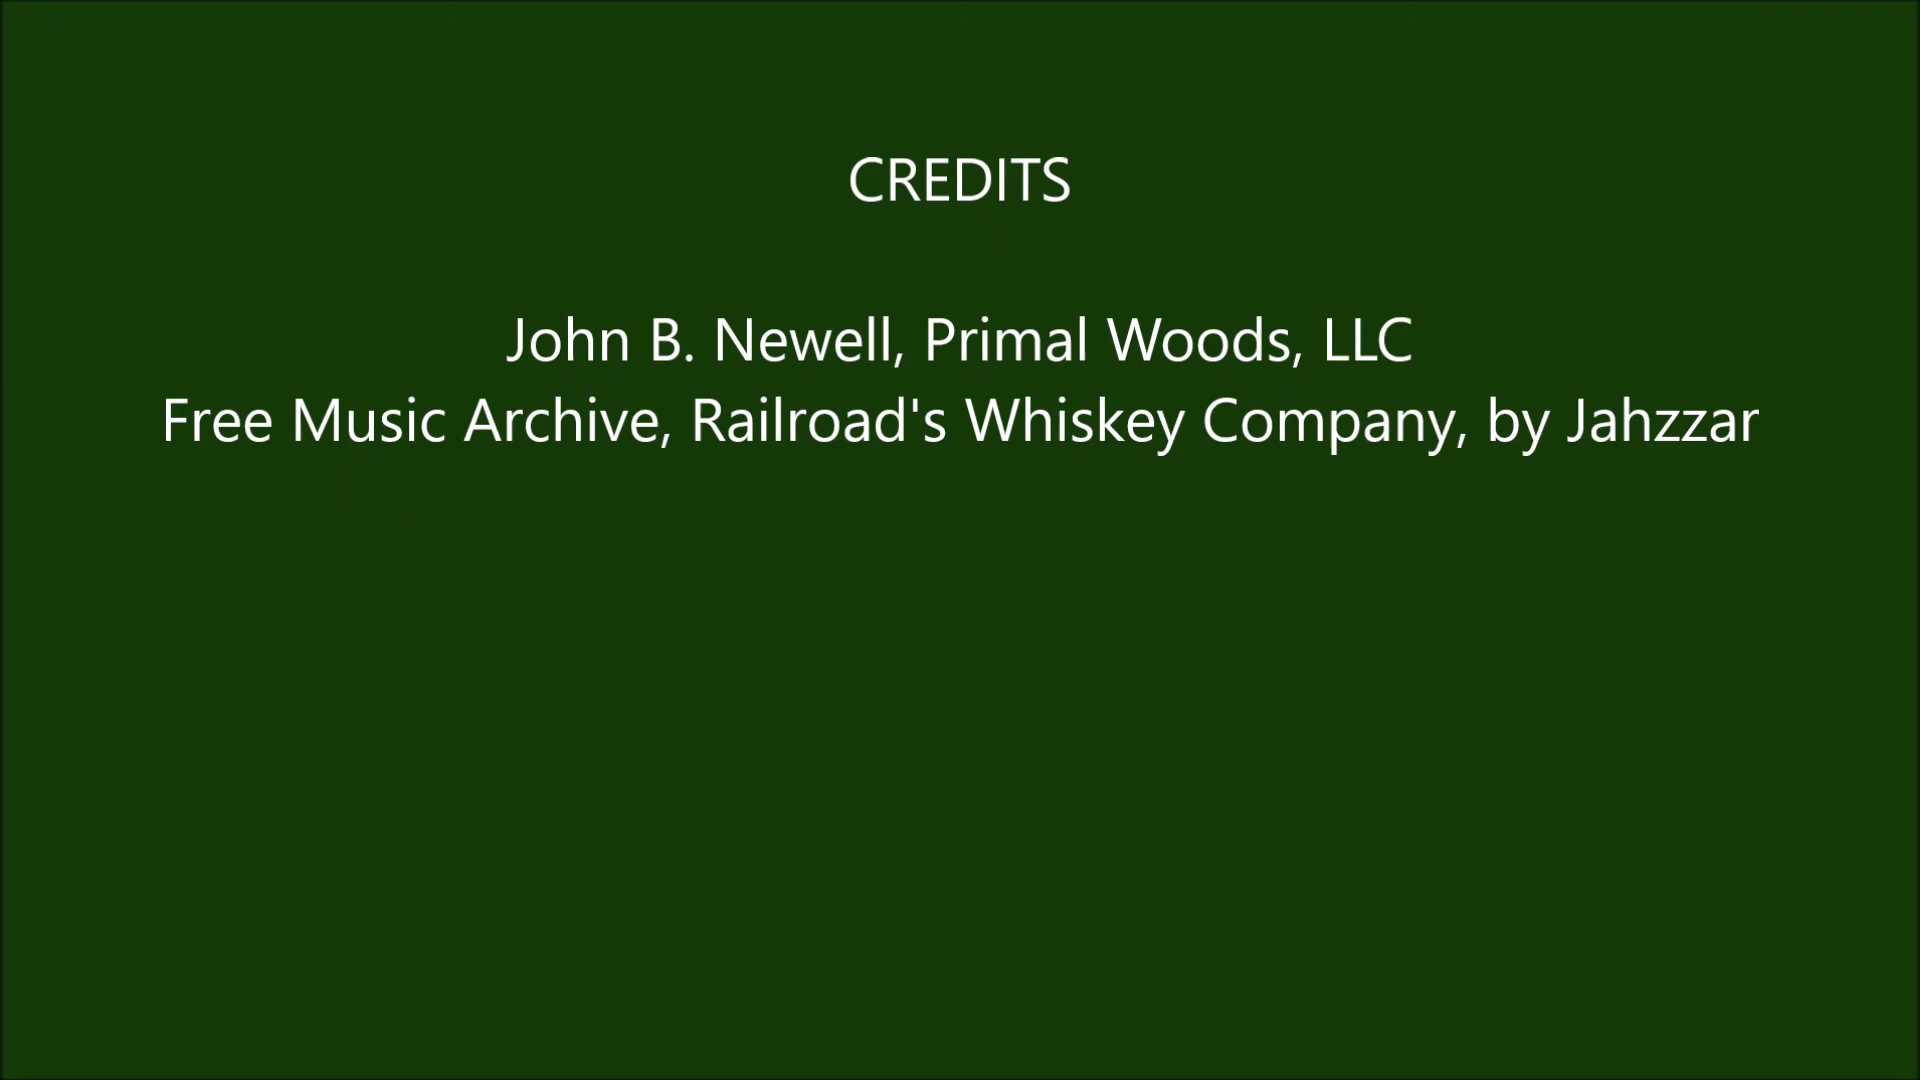 CREDITS
John B. Newell, Primal Woods, LLC
Free Music Archive, Railroad's Whiskey Company, by Jahzzar